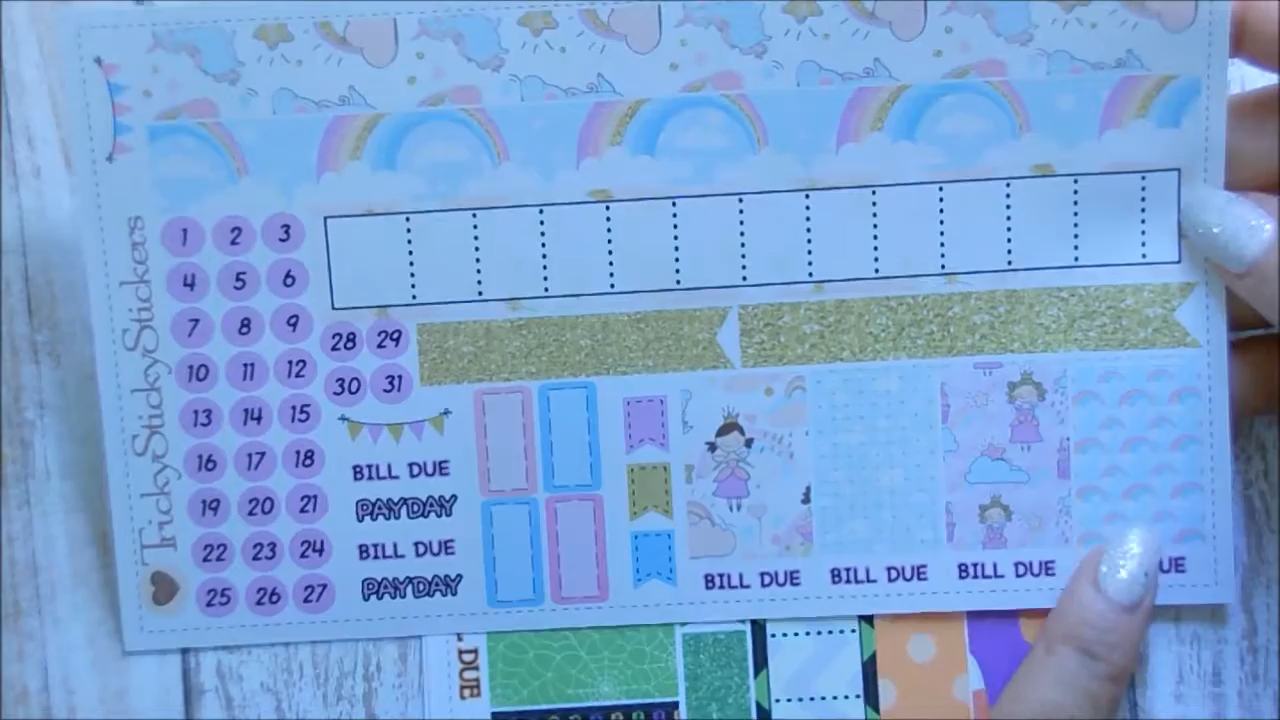 TrickyStickyStickers
1 2 3
4 5 6
7 8 9
10 11 12
13 14 15
16 17 18
19 20 21
22 23 24
25 26 27
28 29
30 31
BILL DUE
PAYDAY
BILL DUE
PAYDAY
BILL DUE
BILL DUE
BILL DUE
UE
DUE